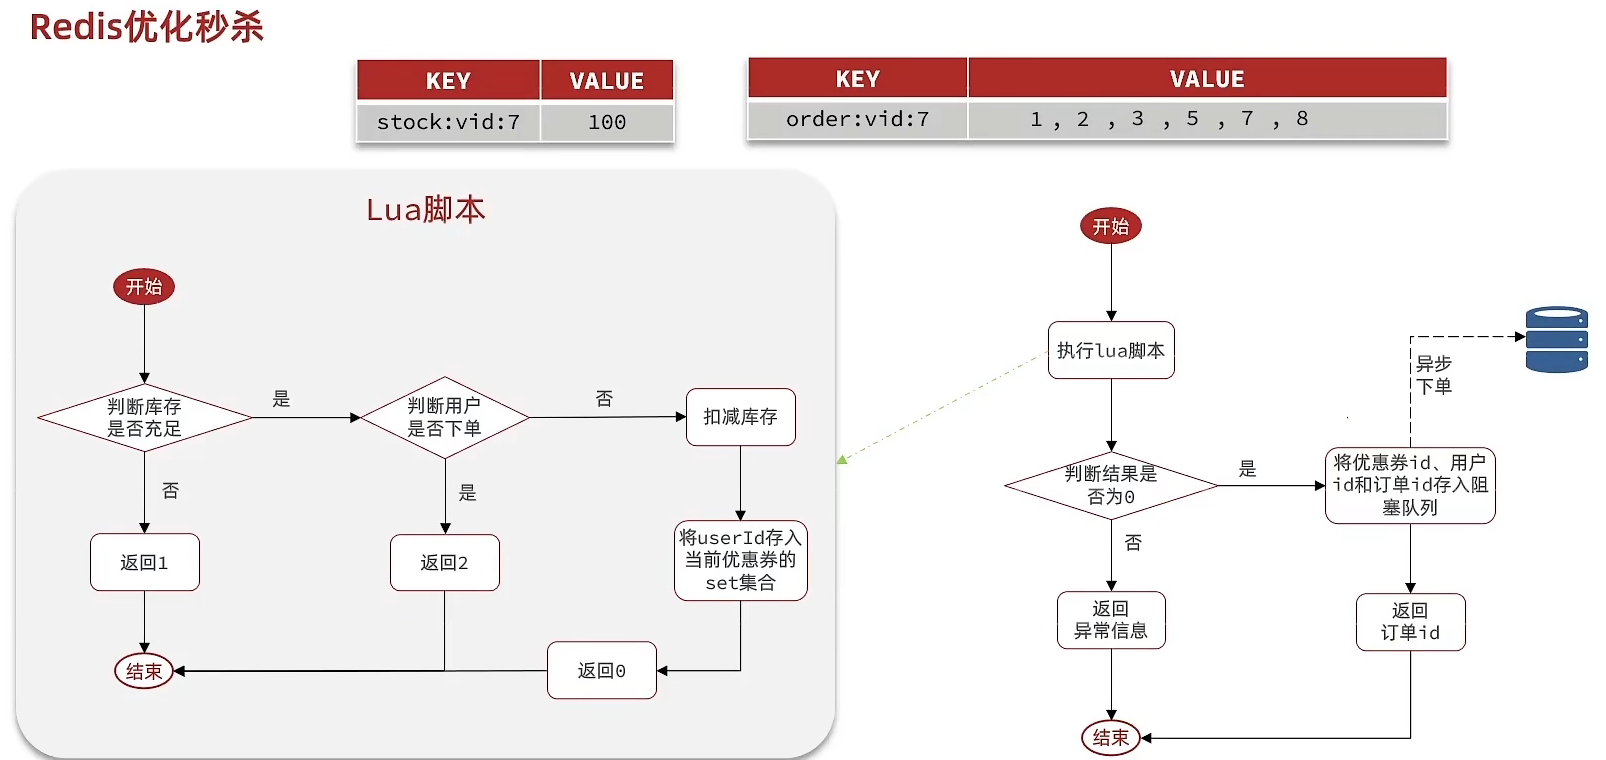 Redis优化秒杀
KEY VALUE
stock:vid:7 100
KEY VALUE
order:vid:7 1 , 2 , 3 , 5 , 7 , 8
Lua脚本
开始
判断库存
是否充足
是
否
返回1
判断用户
是否下单
否
是
返回2
扣减库存
将userId存入
当前优惠券的
set集合
返回0
结束
开始
执行lua脚本
判断结果是
否为0
是
否
返回
异常信息
将优惠券id、用户
id和订单id存入阻
塞队列
异步
下单
返回
订单id
结束